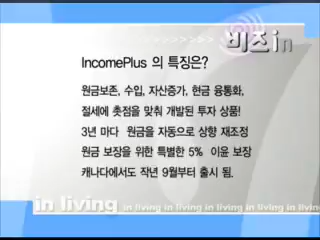 비즈in
IncomePlus 의 특징은?
원금보존, 수입, 자산증가, 현금 융통화,
절세에 촛점을 맞춰 개발된 투자 상품!
3년 마다 원금을 자동으로 상향 재조정
원금 보장을 위한 특별한 5% 이윤 보장
캐나다에서도 작년 9월부터 출시 됨.
in living in living in living in living in living in living